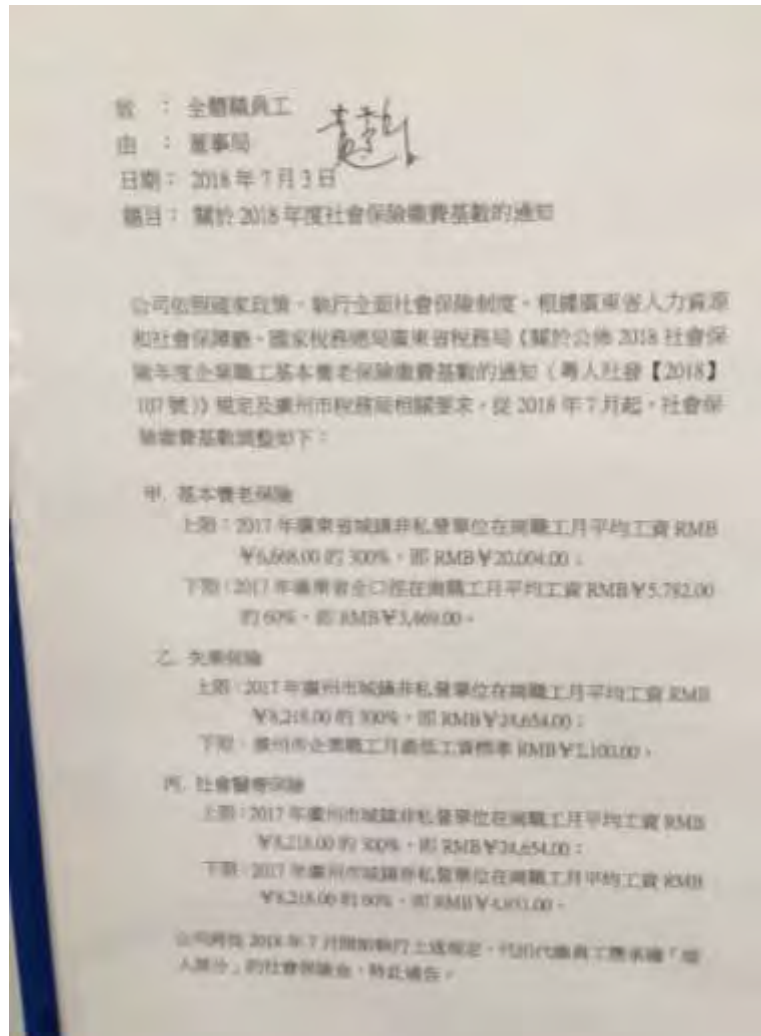 致 ： 全體職員工
由 ： 董事局
日期： 2018 年 7 月 3 日
題目： 關於 2018 年度社會保險繳費基數的通知
公司依照國家政策，執行全面社會保險制度。根據廣東省人力資源
和社會保障廳、國家稅務總局廣東省稅務局《關於公佈 2018 社會保
險年度企業職工基本養老保險繳費基數的通知（粵人社發【2018】
187 號）》規定及廣州市稅務局相關要求，從 2018 年 7 月起，社會保
險繳費基數調整如下：
甲. 基本養老保險
上限：2017 年廣東省城鎮非私營單位在崗職工月平均工資 RMB
￥6,668.00 的 300%，即 RMB￥20,004.00；
下限：2017 年廣東省全口徑在崗職工月平均工資 RMB￥5,782.00
的 60%，即 RMB￥3,469.00。
乙. 失業保險
上限：2017 年廣州市城鎮非私營單位在崗職工月平均工資 RMB
￥8,218.00 的 300%，即 RMB￥24,654.00；
下限：廣州市企業職工月最低工資標準 RMB￥2,100.00。
丙. 社會醫療保險
上限：2017 年廣州市城鎮非私營單位在崗職工月平均工資 RMB
￥8,218.00 的 300%，即 RMB￥24,654.00；
下限：2017 年廣州市城鎮非私營單位在崗職工月平均工資 RMB
￥8,218.00 的 60%，即 RMB￥4,931.00。
公司將從 2018 年 7 月開始執行上述規定，代扣代繳員工應承擔「個
人部分」的社會保險金，特此通告。